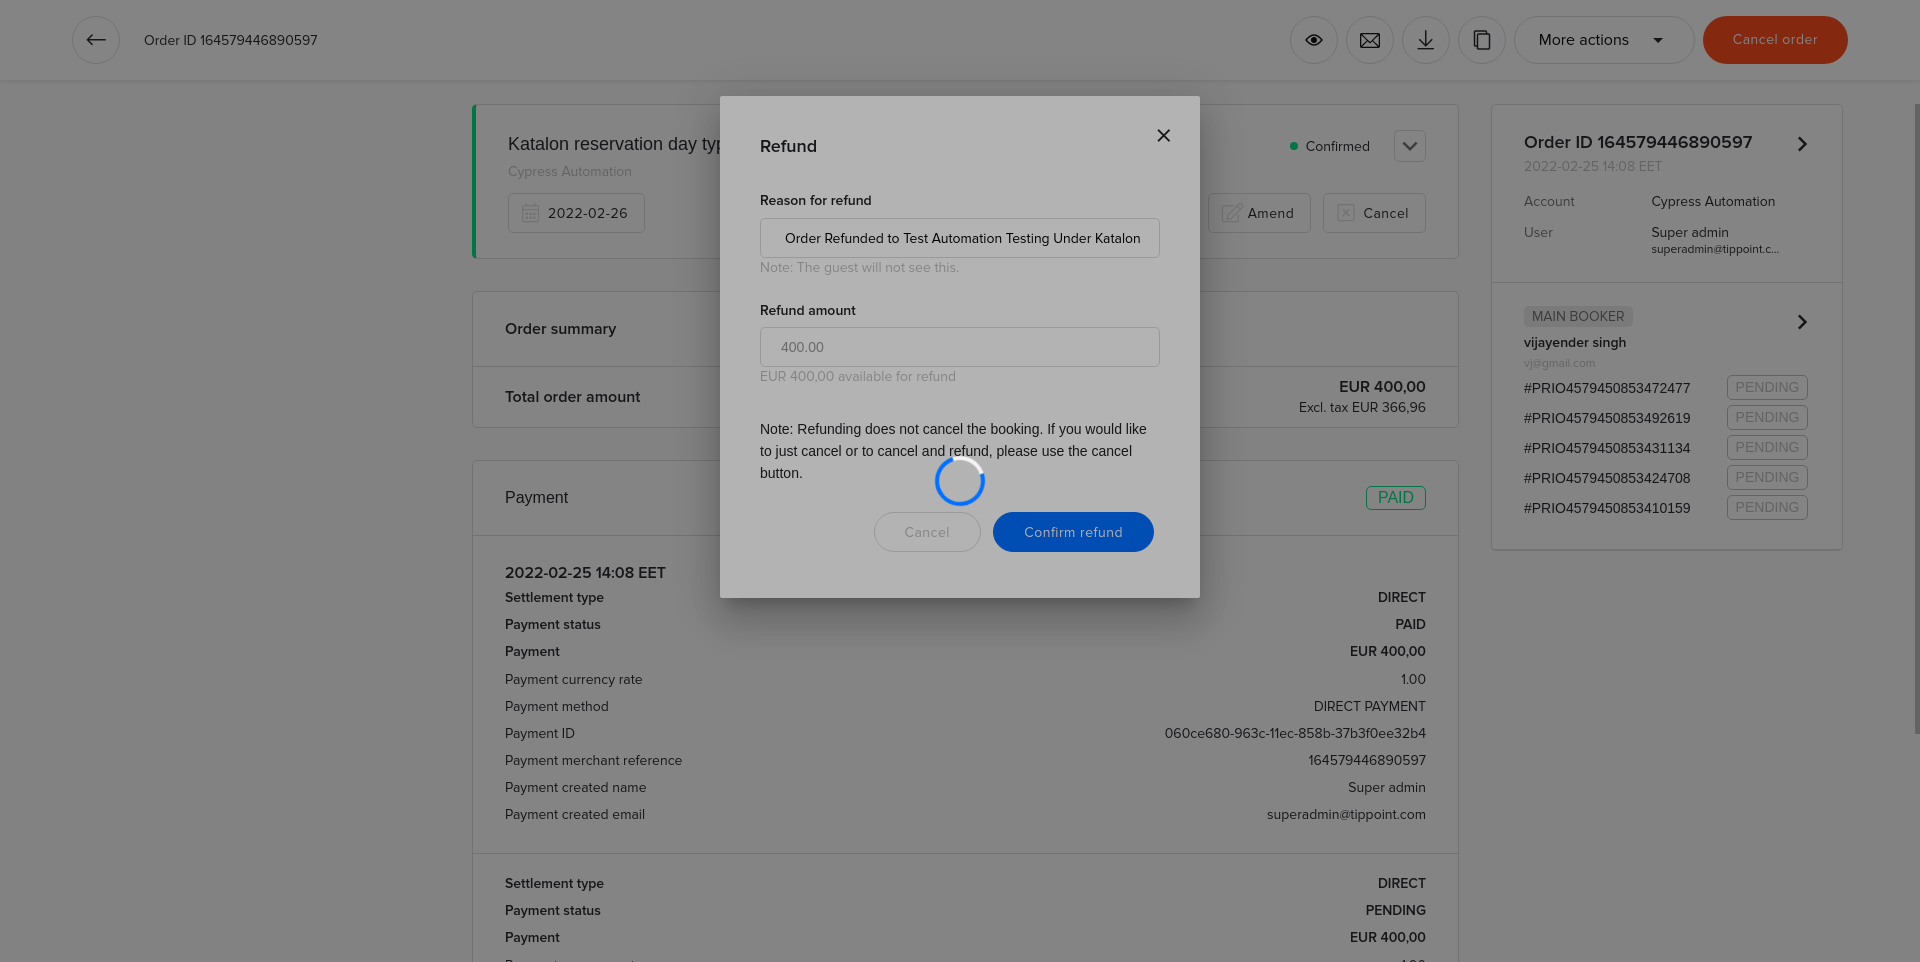 Order ID 164579446890597
More actions
Cancel order
Katalon reservation day typ
Cypress Automation
2022-02-26
Confirmed
Amend
Cancel
Order summary
Total order amount
EUR 400,00
Excl. tax EUR 366,96
Payment
PAID
2022-02-25 14:08 EET
Settlement type DIRECT
Payment status PAID
Payment EUR 400,00
Payment currency rate 1.00
Payment method DIRECT PAYMENT
Payment ID 060ce680-963c-11ec-858b-37b3f0ee32b4
Payment merchant reference 164579446890597
Payment created name Super admin
Payment created email superadmin@tippoint.com
Settlement type DIRECT
Payment status PENDING
Payment EUR 400,00
Refund
Reason for refund
Order Refunded to Test Automation Testing Under Katalon
Note: The guest will not see this.
Refund amount
400.00
EUR 400,00 available for refund
Note: Refunding does not cancel the booking. If you would like
to just cancel or to cancel and refund, please use the cancel
button.
Cancel
Confirm refund
Order ID 164579446890597
2022-02-25 14:08 EET
Account Cypress Automation
User Super admin
superadmin@tippoint.c...
MAIN BOOKER
vijayender singh
vj@gmail.com
#PRIO4579450853472477 PENDING
#PRIO4579450853492619 PENDING
#PRIO4579450853431134 PENDING
#PRIO4579450853424708 PENDING
#PRIO4579450853410159 PENDING